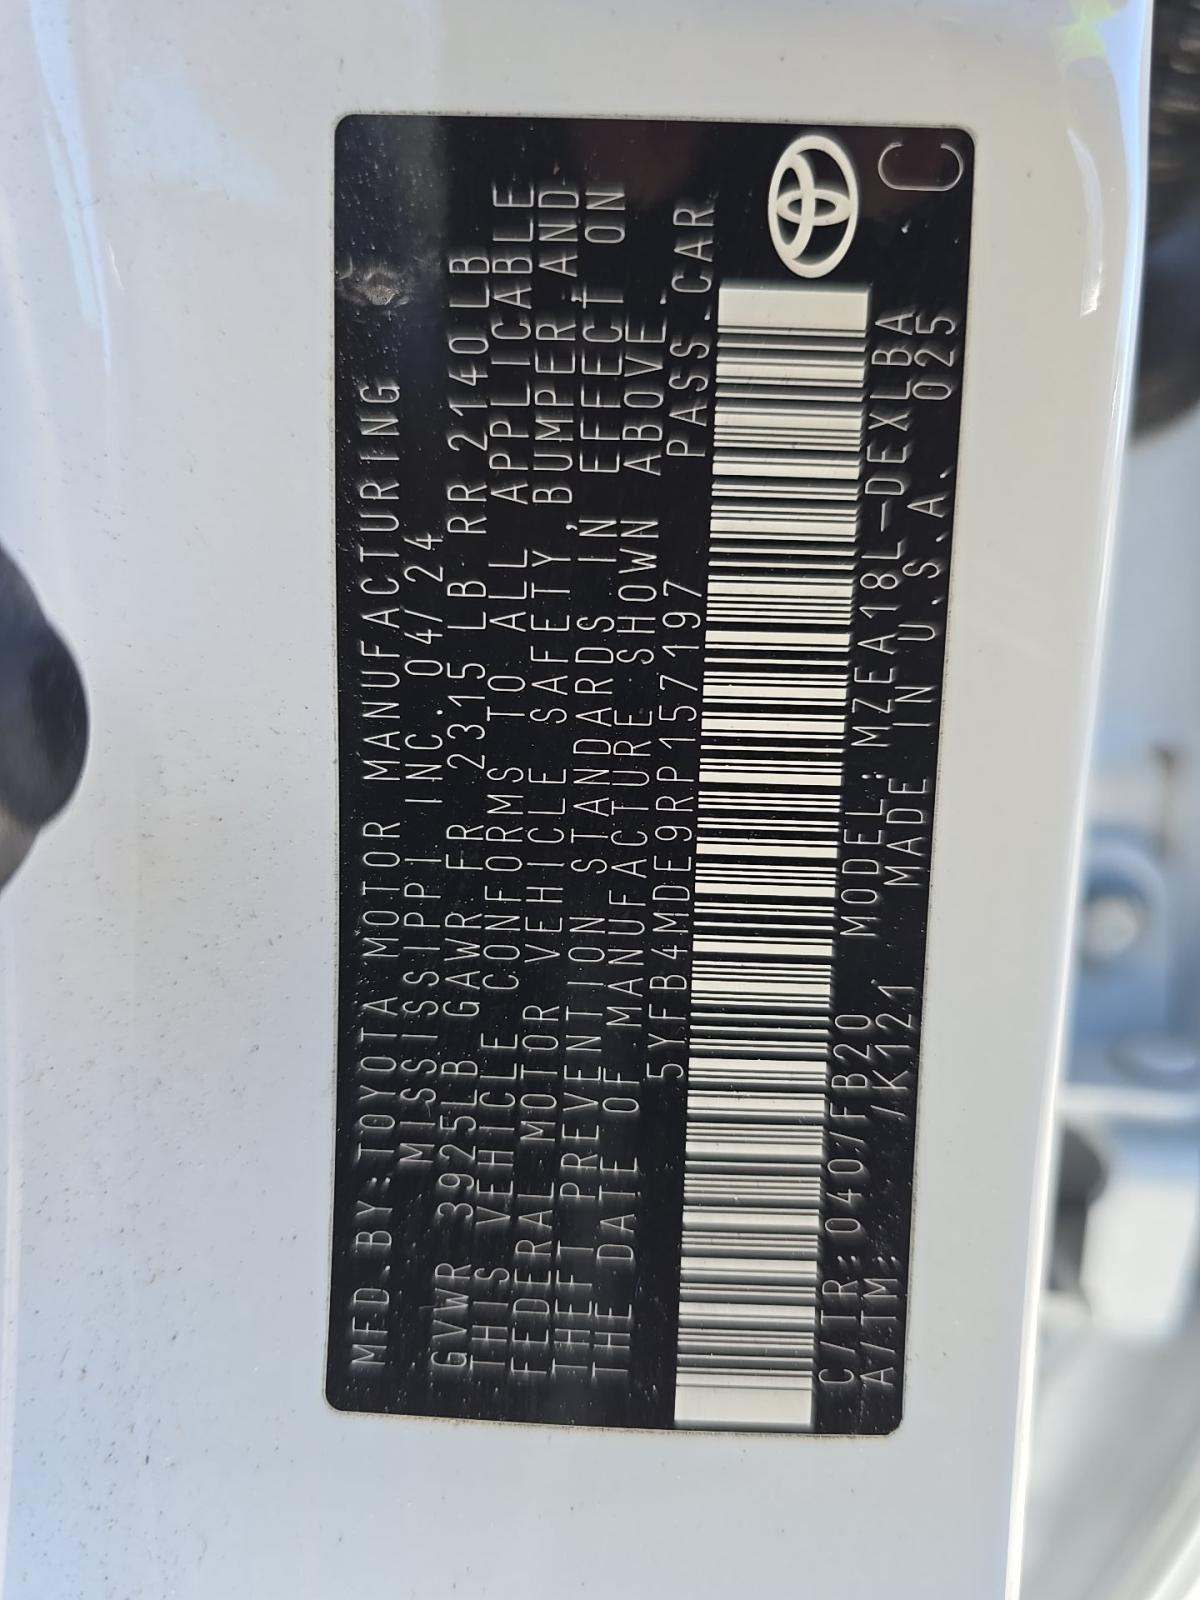 MFD.BY:TOYOTA MOTOR MANUFACTURING
MISSISSIPPI INC. 04/24
GVWR 3925LB GAWR FR 2315 LB RR 2140LB
THIS VEHICLE CONFORMS TO ALL APPLICABLE
FEDERAL MOTOR VEHICLE SAFETY,BUMPER,AND
THEFT PREVENTION STANDARDS IN EFFECT ON
THE DATE OF MANUFACTURE SHOWN ABOVE.
5YFB4MDE9RP157197 PASS.CAR
C/TR:040/FB20 MODEL:MZEA18L-DEXLBA
A/TM: /K121 MADE IN U.S.A. 025
C